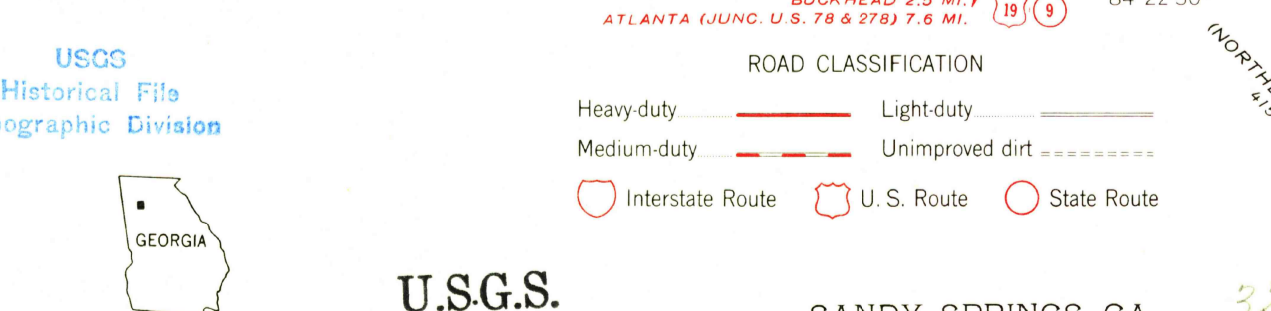 BUCKHEAD 2.5 MI.
ATLANTA (JUNC. U.S. 78 & 278) 7.6 MI.
19 9
USGS
Historical File
Division
ROAD CLASSIFICATION
Heavy-duty
Light-duty
Medium-duty
Unimproved dirt
Interstate Route
U. S. Route
State Route
GEORGIA
U.S.G.S.
SANDY SPRINGS, GA.